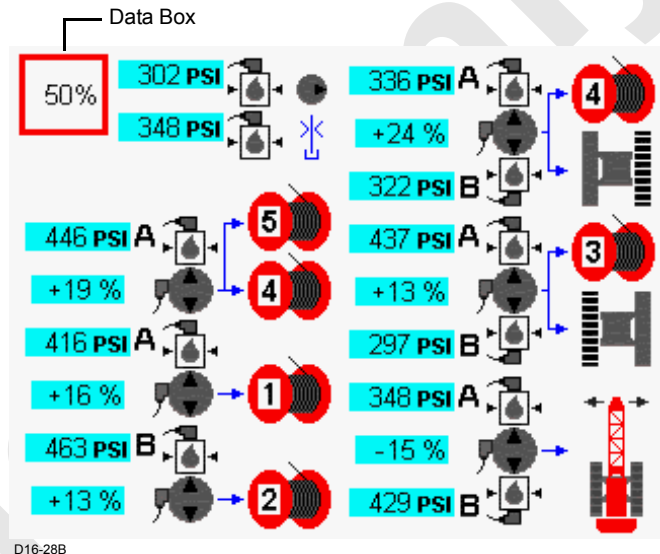 Data Box
50%
302 PSI
348 PSI
446 PSI A
+19 %
5
4
416 PSI A
+16 %
1
463 PSI B
+13 %
2
336 PSI A
+24 %
4
322 PSI B
437 PSI A
+13 %
3
297 PSI B
348 PSI A
-15 %
429 PSI B
D16-28B